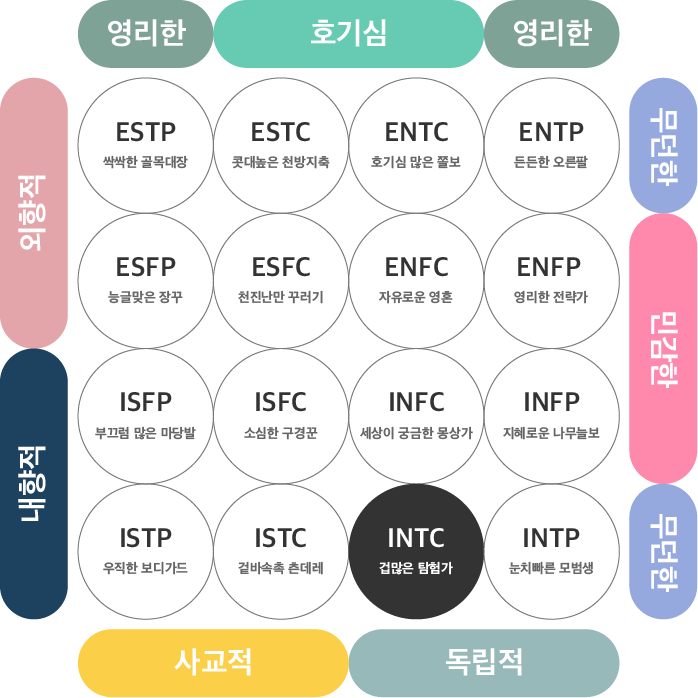 영리한
호기심
영리한
외향적
내향적
ESTP
싹싹한 골목대장
ESTC
콧대높은 천방지축
ENTC
호기심 많은 쫄보
ENTP
든든한 오른팔
ESFP
능글맞은 장꾸
ESFC
천진난만 꾸러기
ENFC
자유로운 영혼
ENFP
영리한 전략가
ISFP
부끄럼 많은 마당발
ISFC
소심한 구경꾼
INFC
세상이 궁금한 몽상가
INFP
지혜로운 나무늘보
ISTP
우직한 보디가드
ISTC
겉바속촉 츤데레
INTC
겁많은 탐험가
INTP
눈치빠른 모범생
무던한
민감한
무던한
사교적
독립적